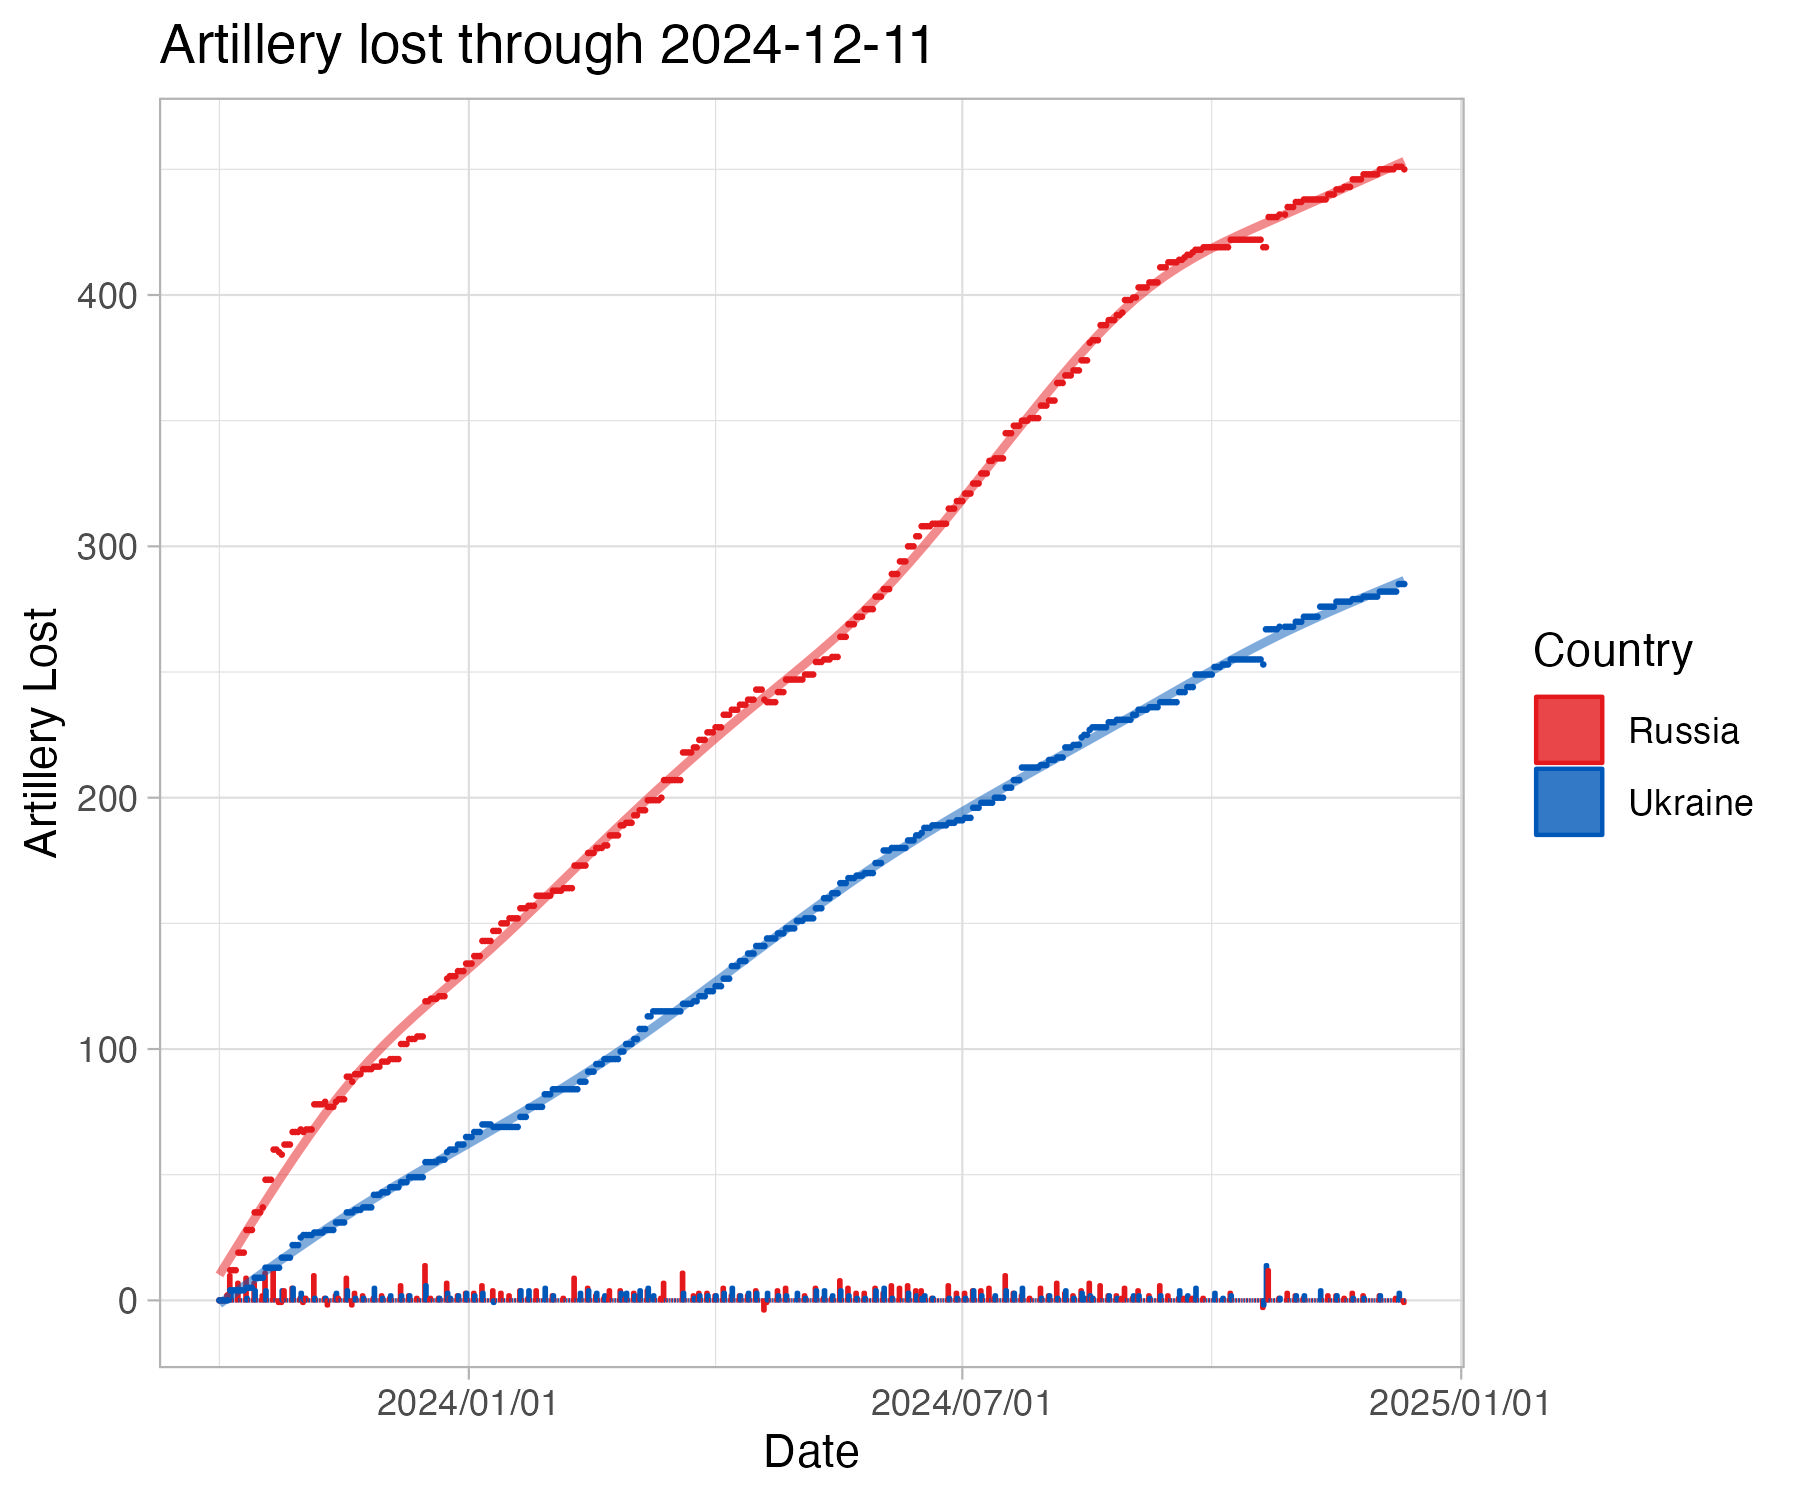 Artillery lost through 2024-12-11
Artillery Lost
400
300
200
100
0
2024/01/01
2024/07/01
2025/01/01
Date
Country
Russia
Ukraine